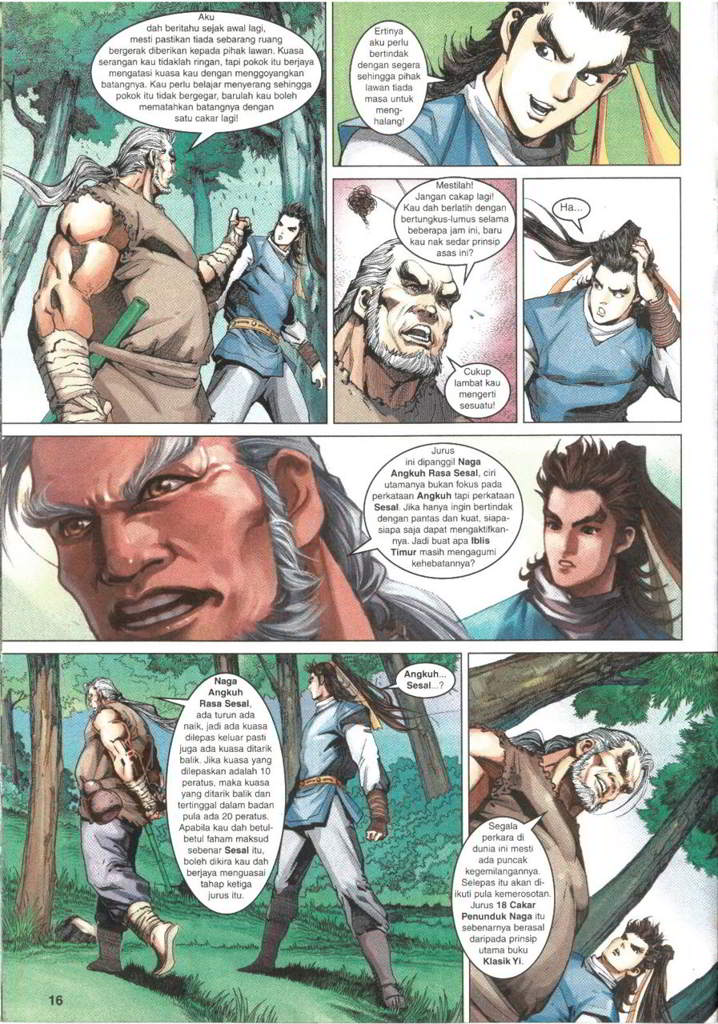 Aku
dah beritahu sejak awal lagi,
mesti pastikan tiada sebarang ruang
bergerak diberikan kepada pihak lawan. Kuasa
serangan kau tidaklah ringan, tapi pokok itu berjaya
mengatasi kuasa kau dengan menggoyangkan
batangnya. Kau perlu belajar menyerang sehingga
pokok itu tidak bergegar, barulah kau boleh
mematahkan batangnya dengan
satu cakar lagi!
Ertinya
aku perlu
bertindak
dengan segera
sehingga pihak
lawan tiada
masa untuk
meng-
halang!
Mestilah!
Jangan cakap lagi!
Kau dah berlatih dengan
bertungkus-lumus selama
beberapa jam ini, baru
kau nak sedar prinsip
asas ini?
Cukup
lambat kau
mengerti
sesuatu!
Ha...
Jurus
ini dipanggil Naga
Angkuh Rasa Sesal, ciri
utamanya bukan fokus pada
perkataan Angkuh tapi perkataan
Sesal. Jika hanya ingin bertindak
dengan pantas dan kuat, siapa-
siapa saja dapat mengaktifkan-
nya. Jadi buat apa Iblis
Timur masih mengagumi
kehebatannya?
Naga
Angkuh
Rasa Sesal,
ada turun ada
naik, jadi ada kuasa
dilepas keluar pasti
juga ada kuasa ditarik
balik. Jika kuasa yang
dilepaskan adalah 10
peratus, maka kuasa
yang ditarik balik dan
tertinggal dalam badan
pula ada 20 peratus.
Apabila kau dah betul-
betul faham maksud
sebenar Sesal itu,
boleh dikira kau dah
berjaya menguasai
tahap ketiga
jurus itu.
Angkuh...
Sesal...?
Segala
perkara di
dunia ini mesti
ada puncak
kegemilangannya.
Selepas itu akan di-
ikuti pula kemerosotan.
Jurus 18 Cakar
Penunduk Naga itu
sebenarnya berasal
daripada prinsip
utama buku
Klasik Yi.
16